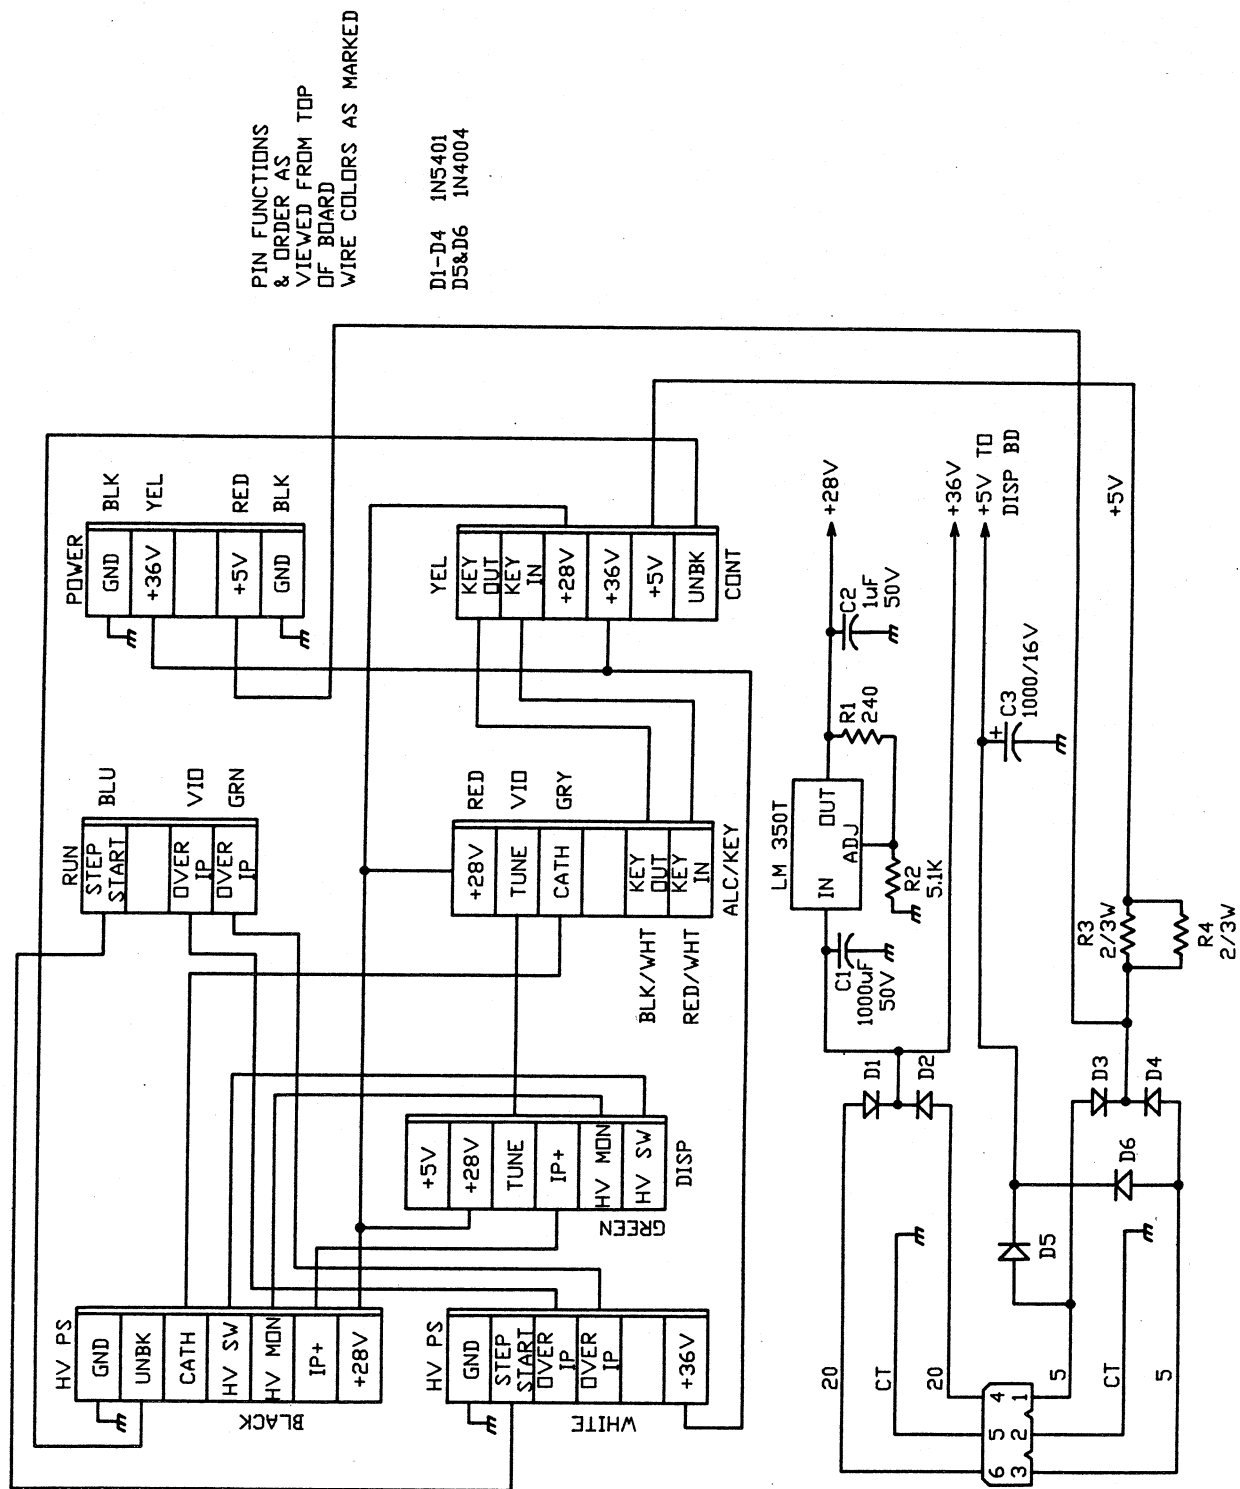 PIN FUNCTIONS
& ORDER AS
VIEWED FROM TOP
OF BOARD
WIRE COLORS AS MARKED
D1-D4 1N5401
D5&D6 1N4004
HV PS
GND
UNBK
CATH
HV SW
HV MON
IP+
+28V
BLACK
RUN
STEP
START
OVER
IP
OVER
IP
BLU
VIO
GRN
POWER
GND
+36V
+5V
GND
BLK
YEL
RED
BLK
HV PS
GND
STEP
START
OVER
IP
OVER
IP
+36V
WHITE
DISP
+5V
+28V
TUNE
IP+
HV MON
HV SW
GREEN
RED
VIO
GRY
+28V
TUNE
CATH
KEY
OUT
KEY
IN
ALC/KEY
BLK/WHT
RED/WHT
YEL
KEY
OUT
KEY
IN
+28V
+36V
+5V
UNBK
CONT
20
CT
20
5
CT
5
6
5
4
3
2
1
D1
D2
D3
D4
D5
D6
C1
1000uF
50V
LM 350T
IN
OUT
ADJ
R1
240
R2
5.1K
C2
1uF
50V
+28V
+36V
+5V TO
DISP BD
C3
1000/16V
+
R3
2/3W
R4
2/3W
+5V